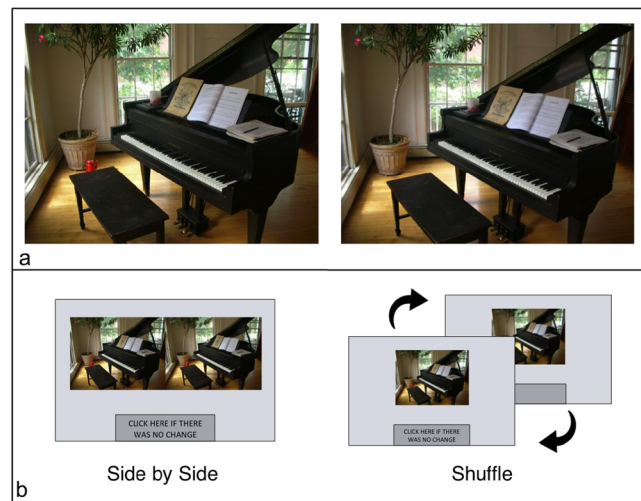 a
CLICK HERE IF THERE
WAS NO CHANGE
CLICK HERE IF THERE
WAS NO CHANGE
Side by Side
Shuffle
b